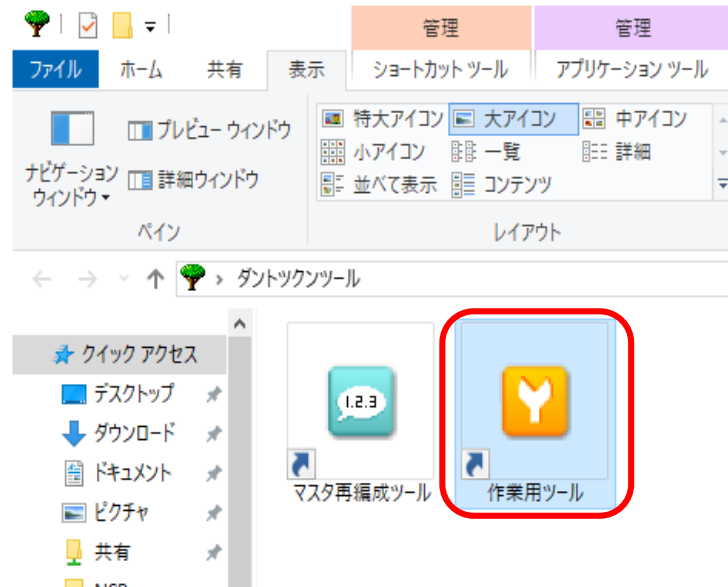 管理
管理
ファイル
ホーム
共有
表示
ショートカット ツール
アプリケーション ツール
ナビゲーション
ウィンドウ
プレビュー ウィンドウ
詳細ウィンドウ
ペイン
特大アイコン
大アイコン
中アイコン
小アイコン
一覧
詳細
並べて表示
コンテンツ
レイアウト
ダントツクンツール
クイック アクセス
デスクトップ
ダウンロード
ドキュメント
ピクチャ
共有
1.2.3
マスタ再編成ツール
作業用ツール